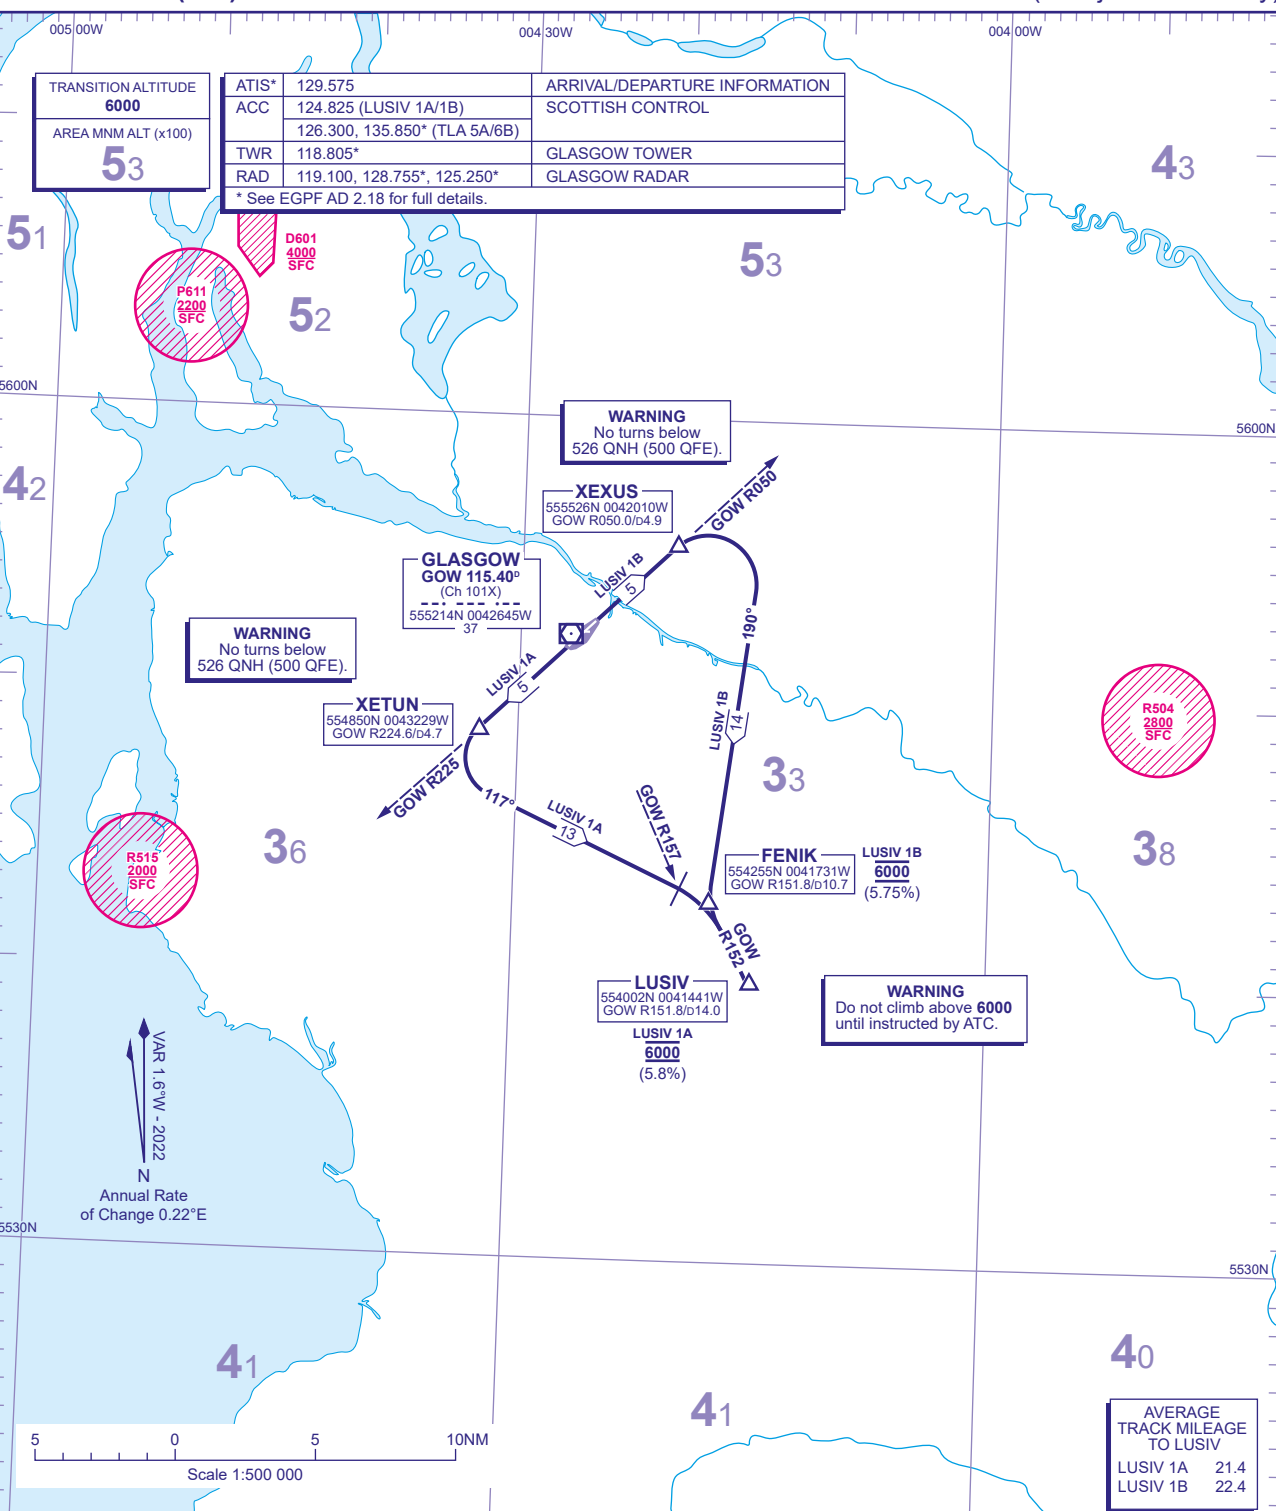 005 00W
004 30W
004 00W
TRANSITION ALTITUDE
6000
AREA MNM ALT (x100)
53
ATIS* 129.575 ARRIVAL/DEPARTURE INFORMATION
ACC 124.825 (LUSIV 1A/1B) SCOTTISH CONTROL
126.300, 135.850* (TLA 5A/6B)
TWR 118.805* GLASGOW TOWER
RAD 119.100, 128.755*, 125.250* GLASGOW RADAR
* See EGPF AD 2.18 for full details.
43
51
D601
4000
SFC
53
P611
2200
SFC
52
5600N
5600N
WARNING
No turns below
526 QNH (500 QFE).
42
XEXUS
555526N 0042010W
GOW R050.0/D4.9
GOW R050
GLASGOW
GOW 115.40D
(Ch 101X)
555214N 0042645W
37
LUSIV 1B
5
190°
WARNING
No turns below
526 QNH (500 QFE).
LUSIV 1A
5
XETUN
554850N 0043229W
GOW R224.6/D4.7
LUSIV 1B
14
R504
2800
SFC
GOW R225
33
117°
LUSIV 1A
13
GOW R157
36
38
R515
2000
SFC
FENIK
554255N 0041731W
GOW R151.8/D10.7
LUSIV 1B
6000
(5.75%)
GOW
R152
LUSIV
554002N 0041441W
GOW R151.8/D14.0
LUSIV 1A
6000
(5.8%)
WARNING
Do not climb above 6000
until instructed by ATC.
VAR 1.6°W - 2022
N
Annual Rate
of Change 0.22°E
5530N
5530N
41
40
41
5 0 5 10NM
Scale 1:500 000
AVERAGE
TRACK MILEAGE
TO LUSIV
LUSIV 1A 21.4
LUSIV 1B 22.4